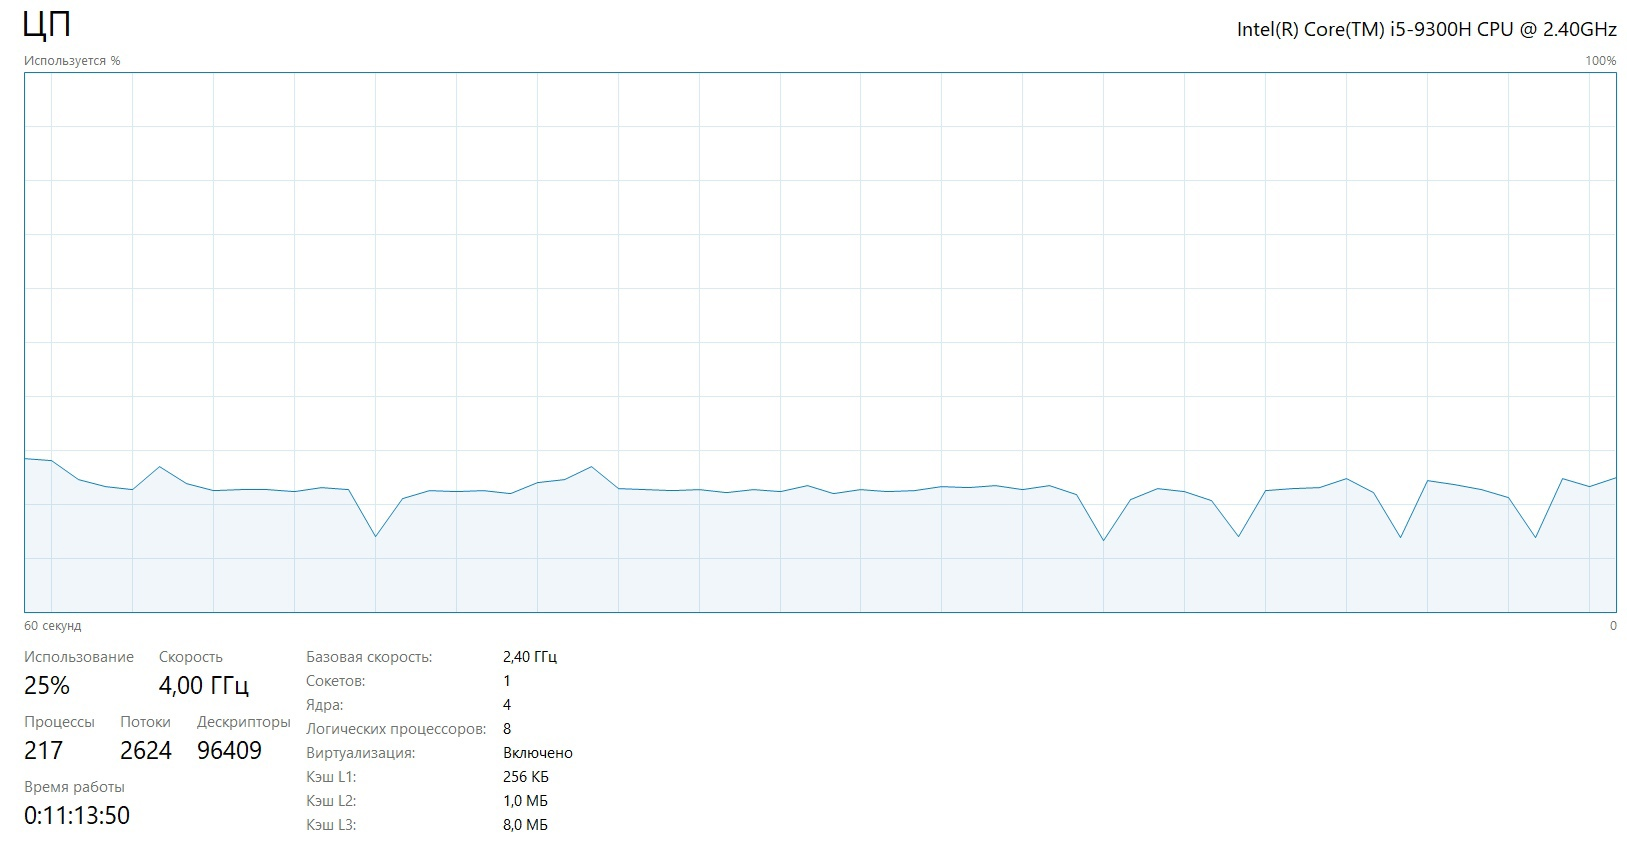 ЦП
Intel(R) Core(TM) i5-9300H CPU @ 2.40GHz
Используется %
100%
60 секунд
0
Использование
Скорость
25%
4,00 ГГц
Процессы
Потоки
Дескрипторы
217
2624
96409
Время работы
0:11:13:50
Базовая скорость: 2,40 ГГц
Сокетов: 1
Ядра: 4
Логических процессоров: 8
Виртуализация: Включено
Кэш L1: 256 КБ
Кэш L2: 1,0 МБ
Кэш L3: 8,0 МБ